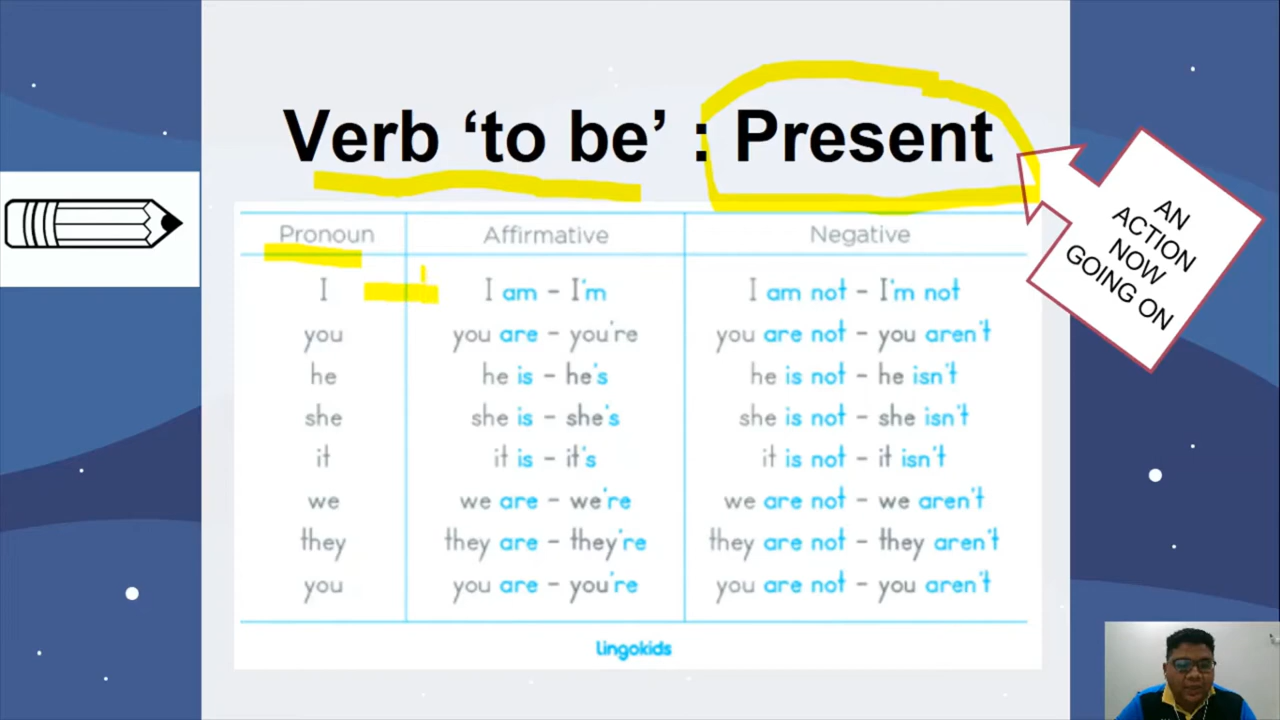 Verb ‘to be’ : Present
AN
ACTION
NOW
GOING ON
Pronoun Affirmative Negative
I I am – I'm I am not – I'm not
you you are – you're you are not – you aren't
he he is – he's he is not – he isn't
she she is – she's she is not – she isn't
it it is – it's it is not – it isn't
we we are – we're we are not – we aren't
they they are – they're they are not – they aren't
you you are – you're you are not – you aren't
lingokids